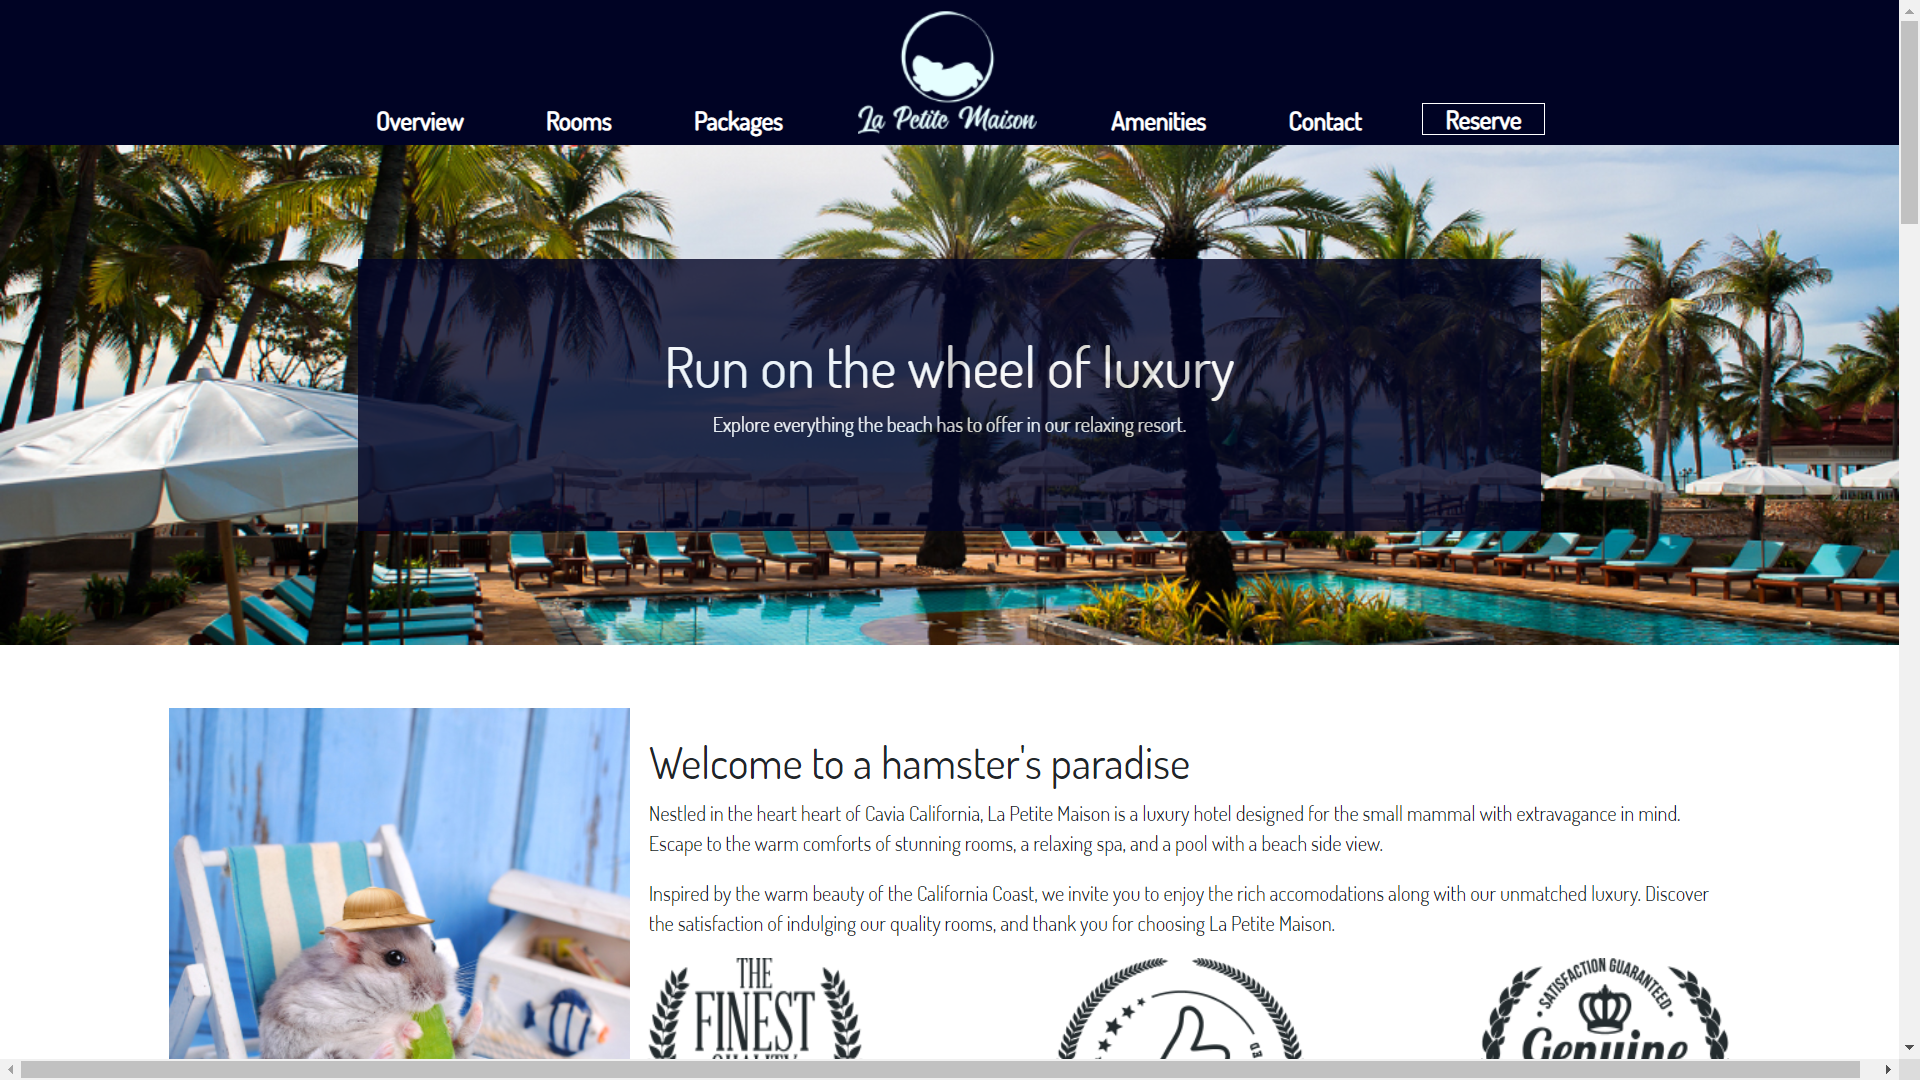 Overview
Rooms
Packages
La Petite Maison
Amenities
Contact
Reserve
Run on the wheel of luxury
Explore everything the beach has to offer in our relaxing resort.
Welcome to a hamster's paradise
Nestled in the heart heart of Cavia California, La Petite Maison is a luxury hotel designed for the small mammal with extravagance in mind.
Escape to the warm comforts of stunning rooms, a relaxing spa, and a pool with a beach side view.
Inspired by the warm beauty of the California Coast, we invite you to enjoy the rich accomodations along with our unmatched luxury. Discover
the satisfaction of indulging our quality rooms, and thank you for choosing La Petite Maison.
THE
FINEST
QUALITY
SATISFACTION GUARANTEED
Genuine